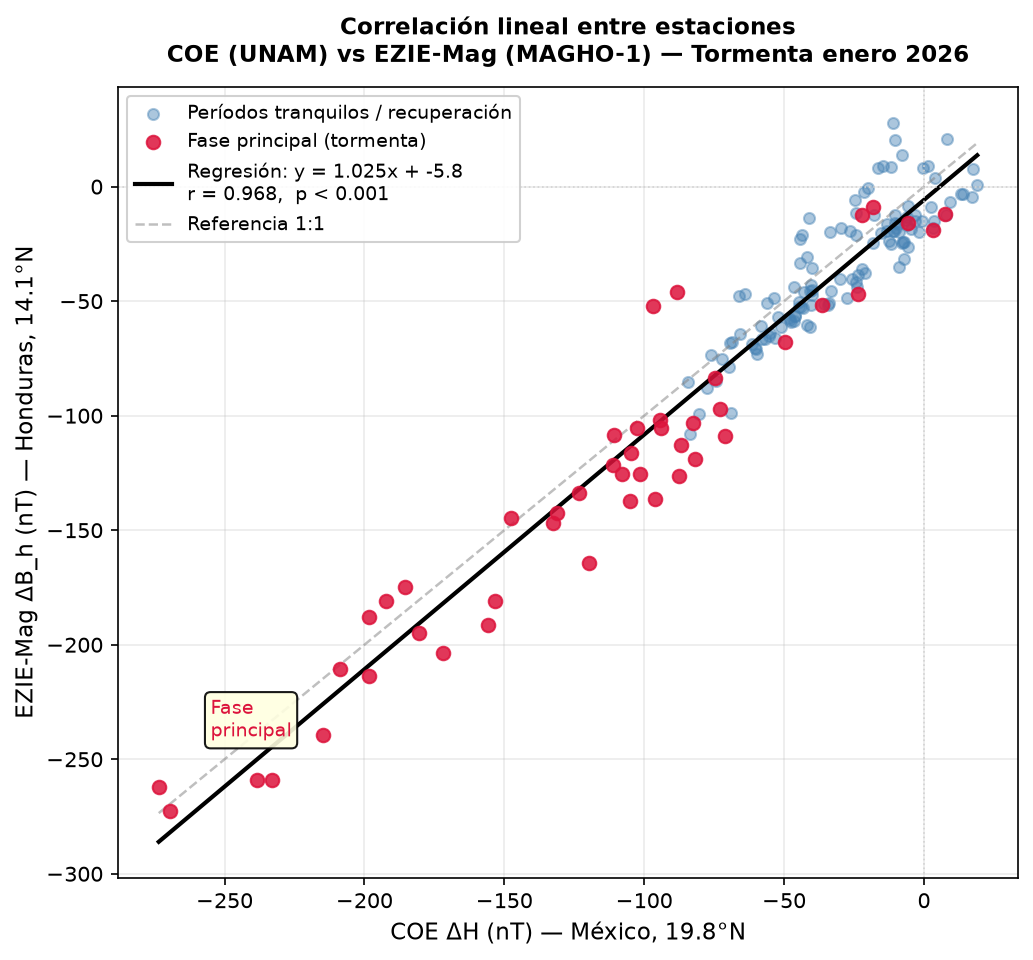 Correlación lineal entre estaciones
COE (UNAM) vs EZIE-Mag (MAGHO-1) — Tormenta enero 2026
Períodos tranquilos / recuperación
Fase principal (tormenta)
Regresión: y = 1.025x + -5.8
r = 0.968,  p < 0.001
Referencia 1:1
EZIE-Mag ΔB_h (nT) — Honduras, 14.1°N
0
−50
−100
−150
−200
−250
−300
Fase
principal
−250
−200
−150
−100
−50
0
COE ΔH (nT) — México, 19.8°N